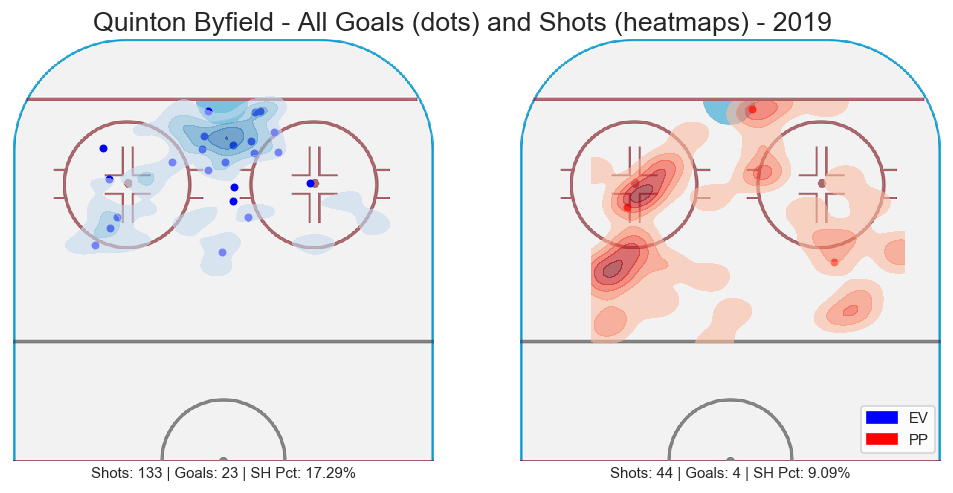 Quinton Byfield - All Goals (dots) and Shots (heatmaps) - 2019
EV
PP
Shots: 133 | Goals: 23 | SH Pct: 17.29%
Shots: 44 | Goals: 4 | SH Pct: 9.09%